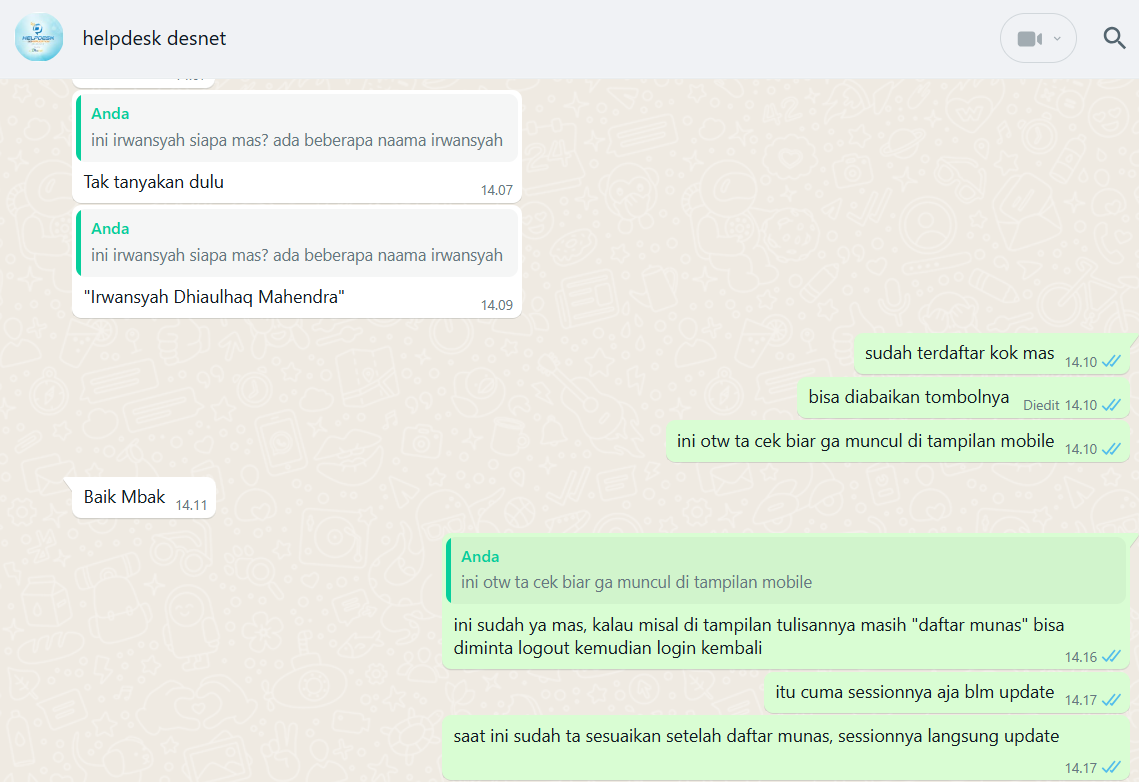 HELPDESK
helpdesk desnet
Anda
ini irwansyah siapa mas? ada beberapa naama irwansyah
Tak tanyakan dulu
14.07
Anda
ini irwansyah siapa mas? ada beberapa naama irwansyah
"Irwansyah Dhiaulhaq Mahendra"
14.09
sudah terdaftar kok mas
14.10
bisa diabaikan tombolnya
Diedit 14.10
ini otw ta cek biar ga muncul di tampilan mobile
14.10
Baik Mbak
14.11
Anda
ini otw ta cek biar ga muncul di tampilan mobile
ini sudah ya mas, kalau misal di tampilan tulisannya masih "daftar munas" bisa
diminta logout kemudian login kembali
14.16
itu cuma sessionnya aja blm update
14.17
saat ini sudah ta sesuaikan setelah daftar munas, sessionnya langsung update
14.17